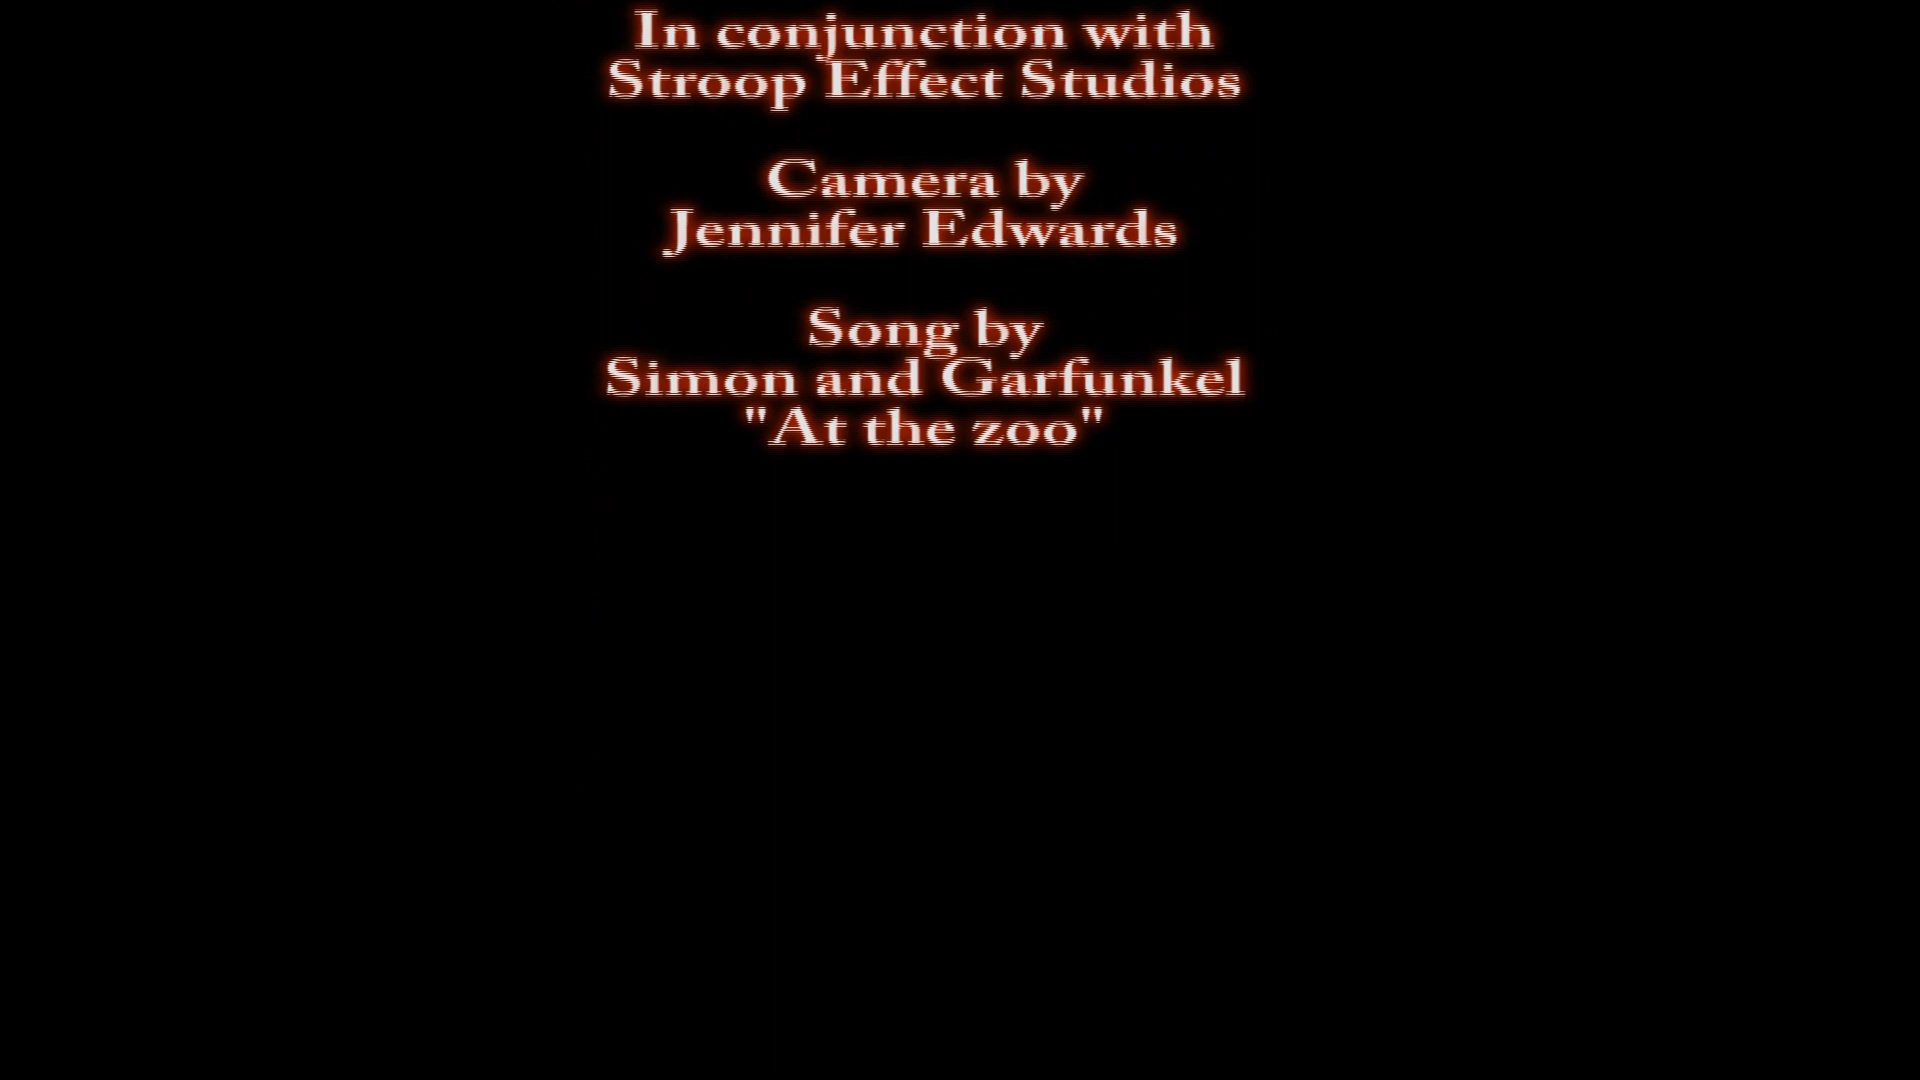 In conjunction with
Stroop Effect Studios
Camera by
Jennifer Edwards
Song by
Simon and Garfunkel
"At the zoo"